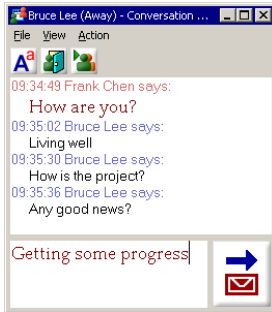 Bruce Lee (Away) - Conversation ...
File View Action
Aa
09:34:49 Frank Chen says:
How are you?
09:35:02 Bruce Lee says:
Living well
09:35:30 Bruce Lee says:
How is the project?
09:35:36 Bruce Lee says:
Any good news?
Getting some progress